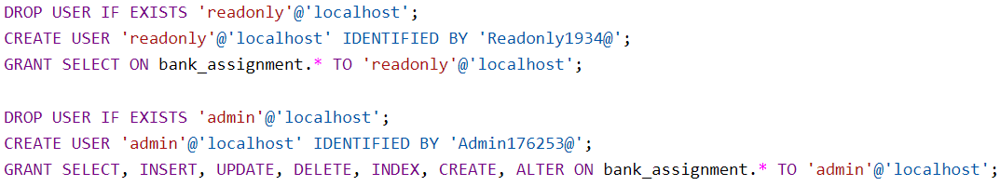 DROP USER IF EXISTS 'readonly'@'localhost';
CREATE USER 'readonly'@'localhost' IDENTIFIED BY 'Readonly1934@';
GRANT SELECT ON bank_assignment.* TO 'readonly'@'localhost';
DROP USER IF EXISTS 'admin'@'localhost';
CREATE USER 'admin'@'localhost' IDENTIFIED BY 'Admin176253@';
GRANT SELECT, INSERT, UPDATE, DELETE, INDEX, CREATE, ALTER ON bank_assignment.* TO 'admin'@'localhost';